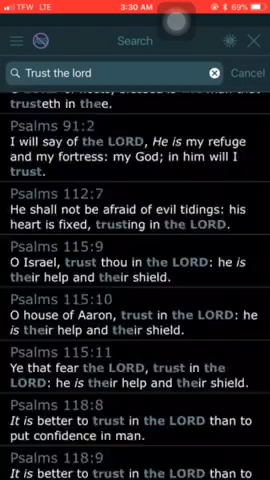 TFW LTE 3:30 AM 69%
Search
Trust the lord Cancel
trusteth in thee.
Psalms 91:2
I will say of the LORD, He is my refuge
and my fortress: my God; in him will I
trust.
Psalms 112:7
He shall not be afraid of evil tidings: his
heart is fixed, trusting in the LORD.
Psalms 115:9
O Israel, trust thou in the LORD: he is
their help and their shield.
Psalms 115:10
O house of Aaron, trust in the LORD: he
is their help and their shield.
Psalms 115:11
Ye that fear the LORD, trust in the
LORD: he is their help and their shield.
Psalms 118:8
It is better to trust in the LORD than to
put confidence in man.
Psalms 118:9
It is better to trust in the LORD than to